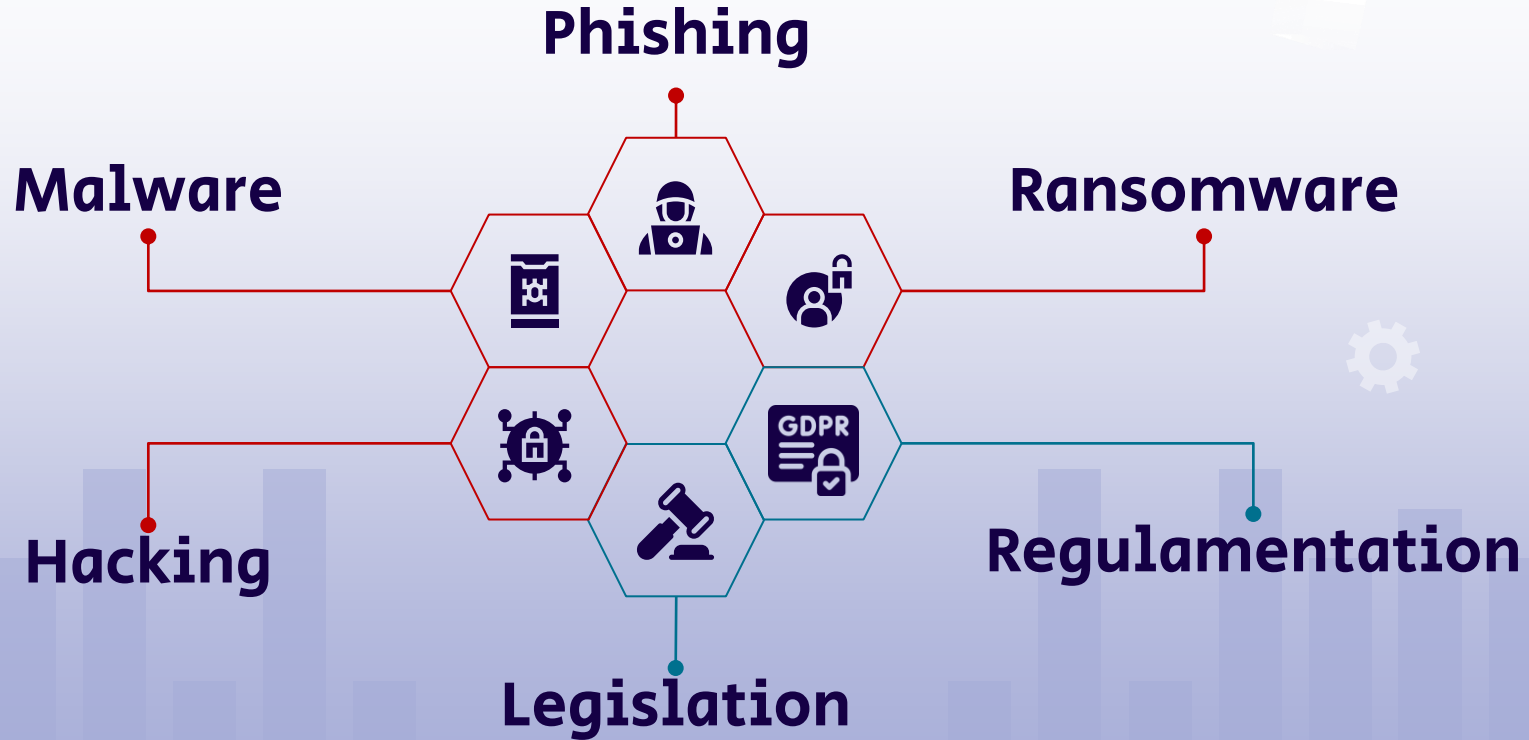 Phishing
Malware
Ransomware
GDPR
Hacking
Regulamentation
Legislation